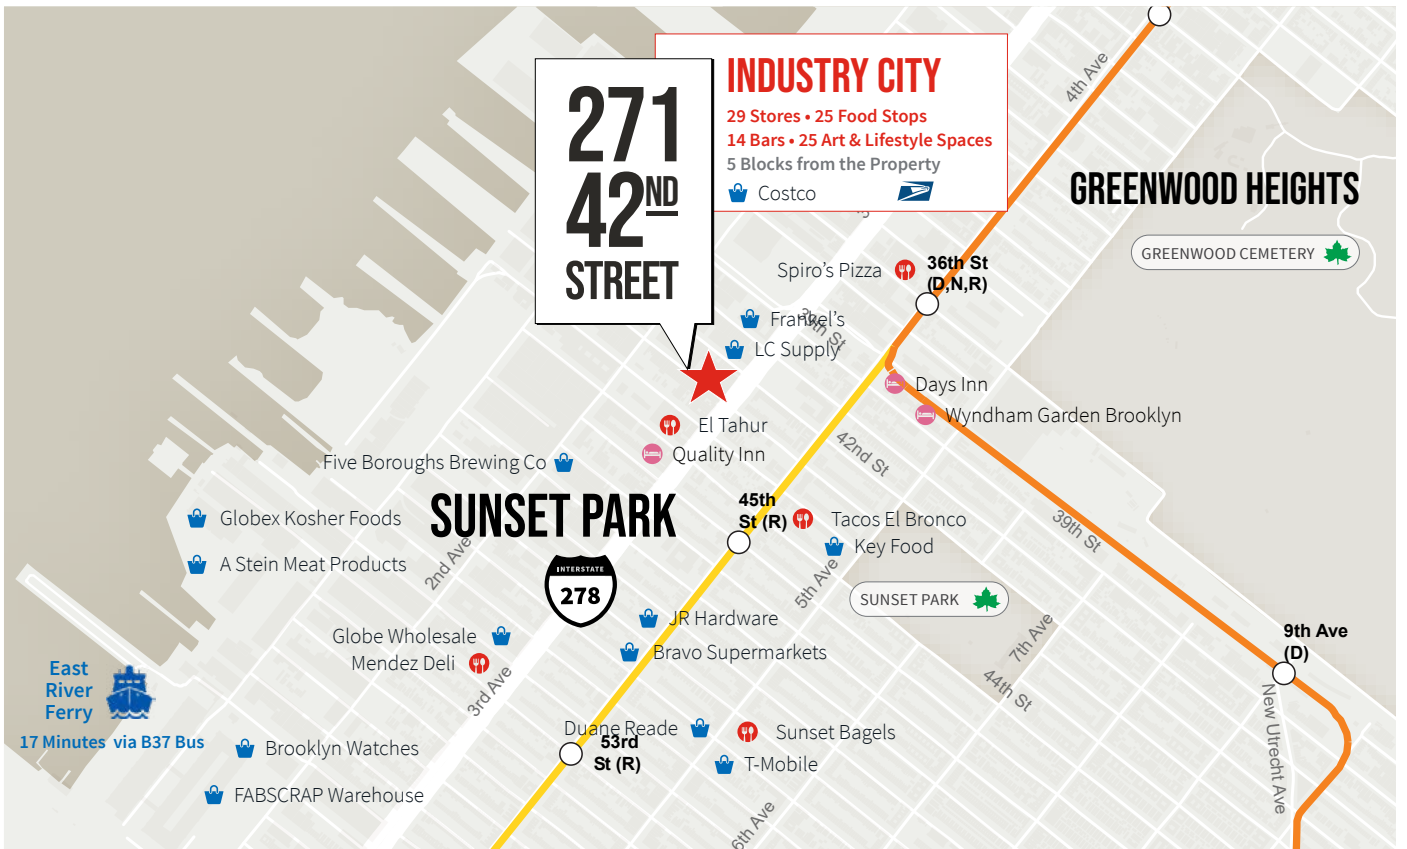 271
42ND
STREET
INDUSTRY CITY
29 Stores • 25 Food Stops
14 Bars • 25 Art & Lifestyle Spaces
5 Blocks from the Property
Costco
4th Ave
GREENWOOD HEIGHTS
GREENWOOD CEMETERY
Spiro's Pizza
36th St
(D,N,R)
Frankel's
39th St
LC Supply
Days Inn
Wyndham Garden Brooklyn
El Tahur
Quality Inn
42nd St
Five Boroughs Brewing Co
SUNSET PARK
45th
St (R)
Tacos El Bronco
Key Food
39th St
Globex Kosher Foods
A Stein Meat Products
2nd Ave
INTERSTATE
278
5th Ave
SUNSET PARK
JR Hardware
Bravo Supermarkets
7th Ave
44th St
9th Ave
(D)
Globe Wholesale
Mendez Deli
3rd Ave
East
River
Ferry
17 Minutes via B37 Bus
Duane Reade
53rd
St (R)
Sunset Bagels
T-Mobile
New Utrecht Ave
Brooklyn Watches
FABSCRAP Warehouse
6th Ave